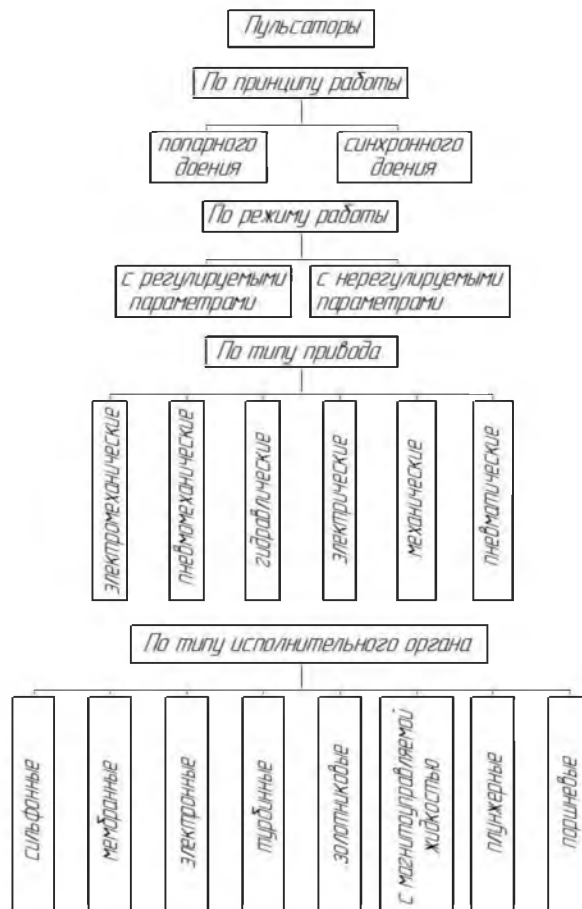 Пульсаторы
По принципу работы
попарного
доения
синхронного
доения
По режиму работы
с регулируемыми
параметрами
с нерегулируемыми
параметрами
По типу привода
электромеханические
пневмомеханические
гидравлические
электрические
механические
пневматические
По типу исполнительного органа
сильфонные
мембранные
электронные
турбинные
золотниковые
с магнитоуправляемой
жидкостью
плунжерные
поршневые